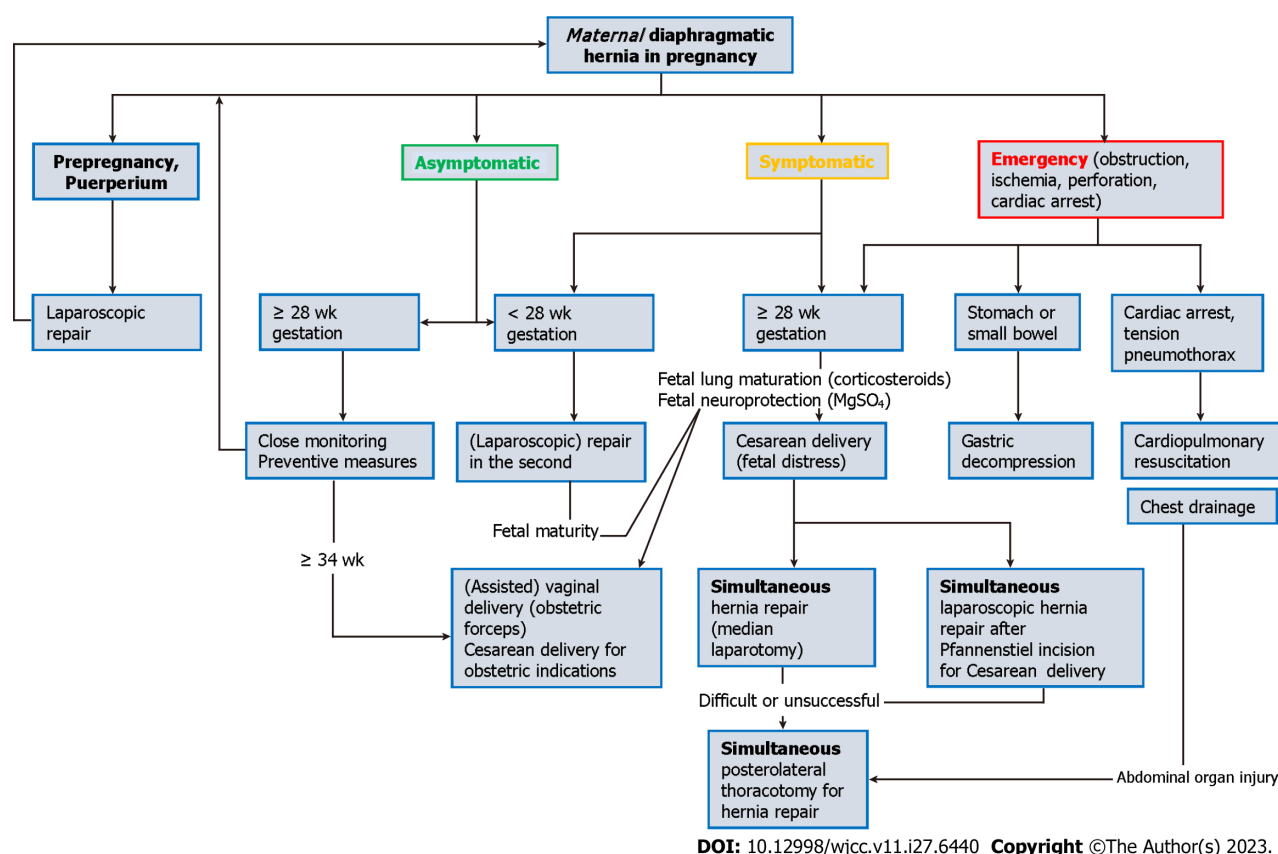 Maternal diaphragmatic
hernia in pregnancy
Prepregnancy,
Puerperium
Asymptomatic
Symptomatic
Emergency (obstruction,
ischemia, perforation,
cardiac arrest)
Laparoscopic
repair
≥ 28 wk
gestation
< 28 wk
gestation
≥ 28 wk
gestation
Stomach or
small bowel
Cardiac arrest,
tension
pneumothorax
Fetal lung maturation (corticosteroids)
Fetal neuroprotection (MgSO₄)
Close monitoring
Preventive measures
(Laparoscopic) repair
in the second
Cesarean delivery
(fetal distress)
Gastric
decompression
Cardiopulmonary
resuscitation
Chest drainage
Fetal maturity
≥ 34 wk
(Assisted) vaginal
delivery (obstetric
forceps)
Cesarean delivery for
obstetric indications
Simultaneous
hernia repair
(median
laparotomy)
Simultaneous
laparoscopic hernia
repair after
Pfannenstiel incision
for Cesarean delivery
Difficult or unsuccessful
Simultaneous
posterolateral
thoracotomy for
hernia repair
Abdominal organ injury
DOI: 10.12998/wjcc.v11.i27.6440 Copyright ©The Author(s) 2023.